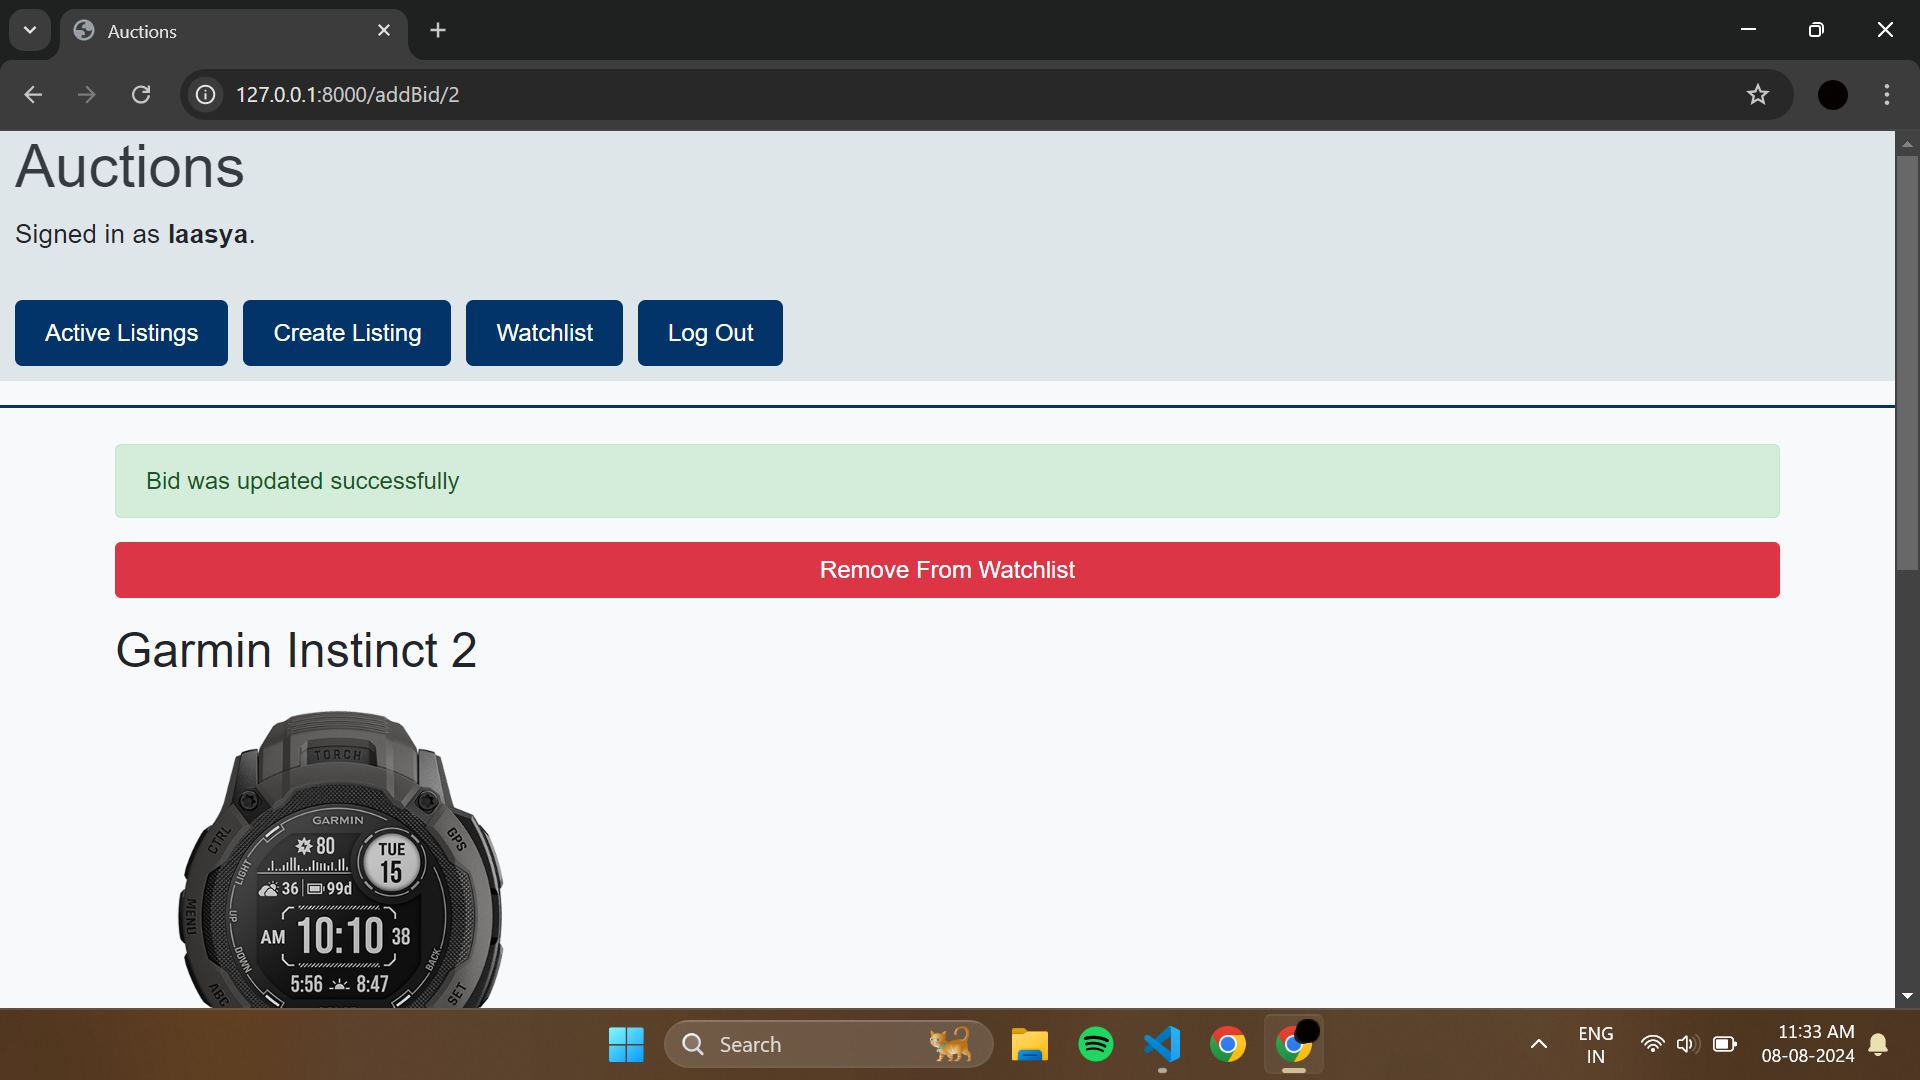 Auctions
127.0.0.1:8000/addBid/2
Auctions
Signed in as laasya.
Active Listings
Create Listing
Watchlist
Log Out
Bid was updated successfully
Remove From Watchlist
Garmin Instinct 2
TORCH
GARMIN
CTRL
GPS
80
TUE
15
LIGHT
36
99d
MENU
UP
AM 10:10 38
DOWN
BACK
5:56 8:47
ABC
SET
Search
ENG
IN
11:33 AM
08-08-2024